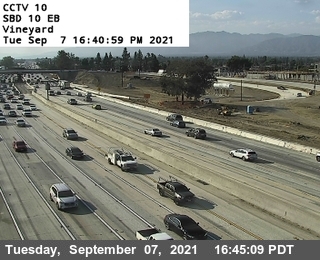 CCTV 10
SBD 10 EB
Vineyard
Tue Sep 7 16:40:59 PM 2021
Tuesday, September 07, 2021 16:45:09 PDT